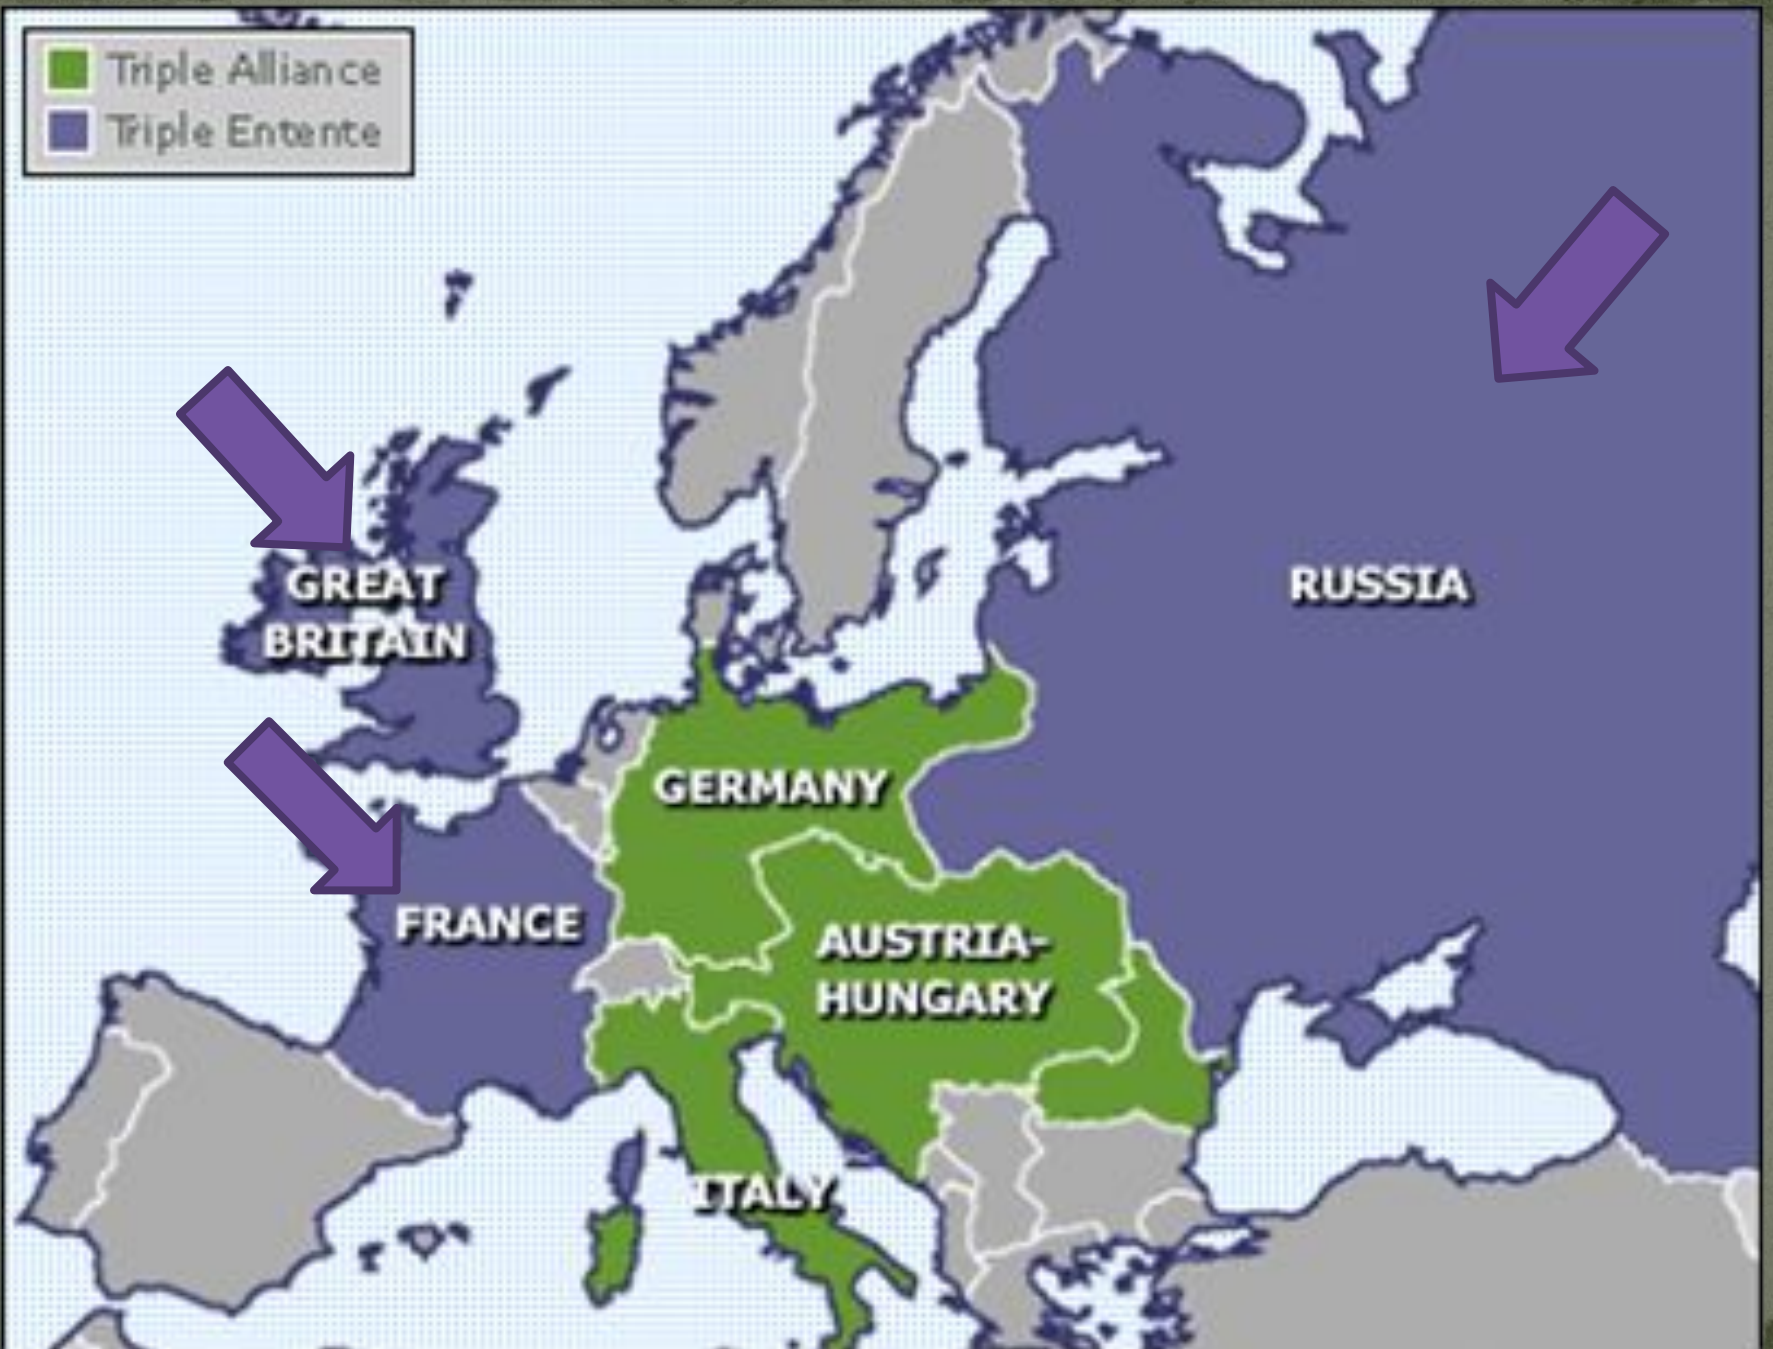 Triple Alliance
Triple Entente
GREAT
BRITAIN
RUSSIA
GERMANY
FRANCE
AUSTRIA-
HUNGARY
ITALY